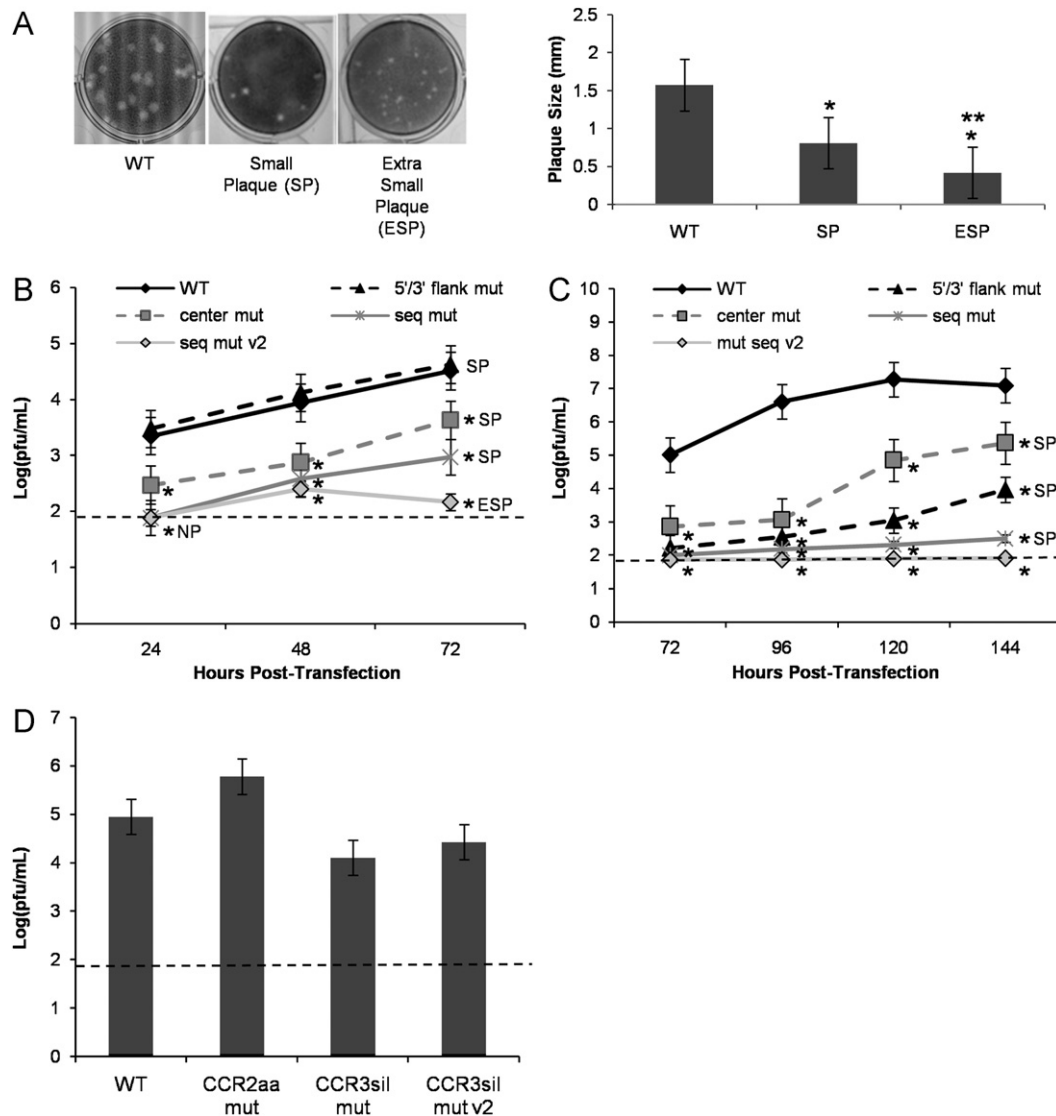 A
WT
Small
Plaque (SP)
Extra
Small
Plaque
(ESP)
Plaque Size (mm)
2.5
2
1.5
1
0.5
0
*
**
*
WT
SP
ESP
B
Log(pfu/mL)
6
5
4
3
2
1
0
WT
5'/3' flank mut
center mut
seq mut
seq mut v2
SP
* SP
* SP
* ESP
*
*
*
*
* NP
24
48
72
Hours Post-Transfection
C
Log(pfu/mL)
10
9
8
7
6
5
4
3
2
1
0
WT
5'/3' flank mut
center mut
seq mut
mut seq v2
* SP
* SP
* SP
*
*
*
*
*
*
*
*
*
*
*
*
*
72
96
120
144
Hours Post-Transfection
D
Log(pfu/mL)
7
6
5
4
3
2
1
0
WT
CCR2aa
mut
CCR3sil
mut
CCR3sil
mut v2